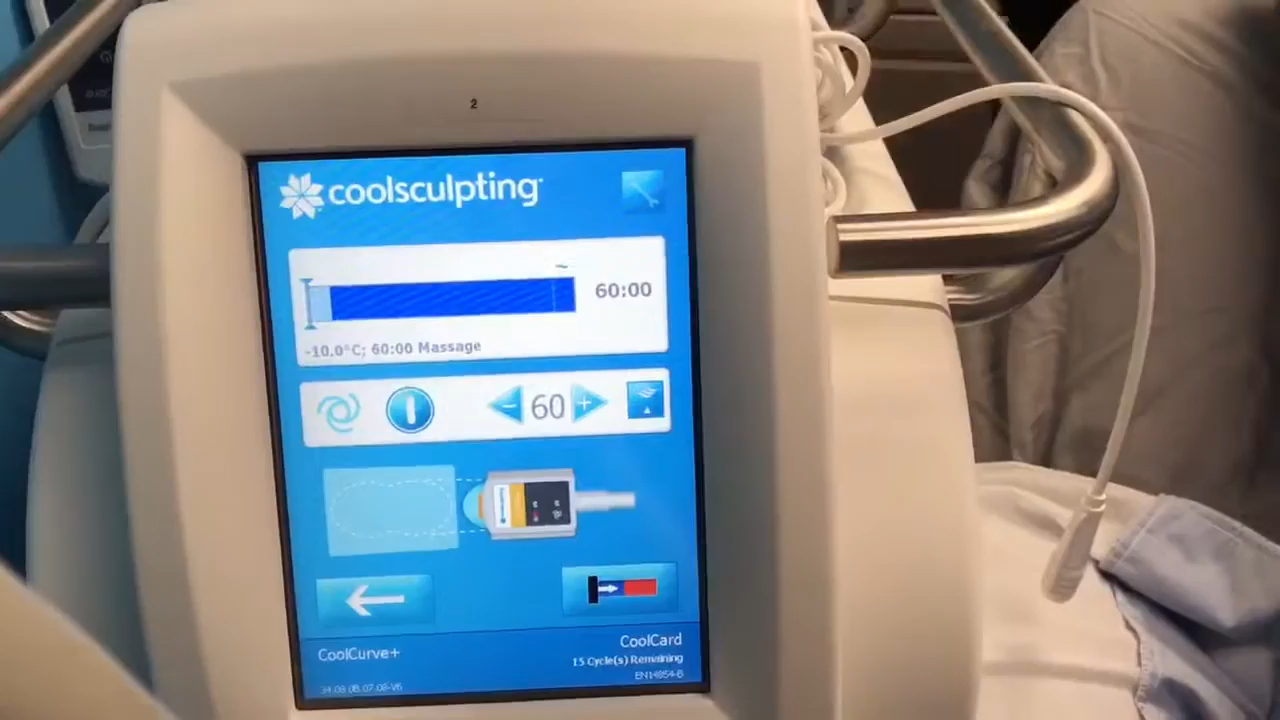 2
coolsculpting
60:00
-10.0°C; 60:00 Massage
60
CoolCurve+
CoolCard
15 Cycle(s) Remaining